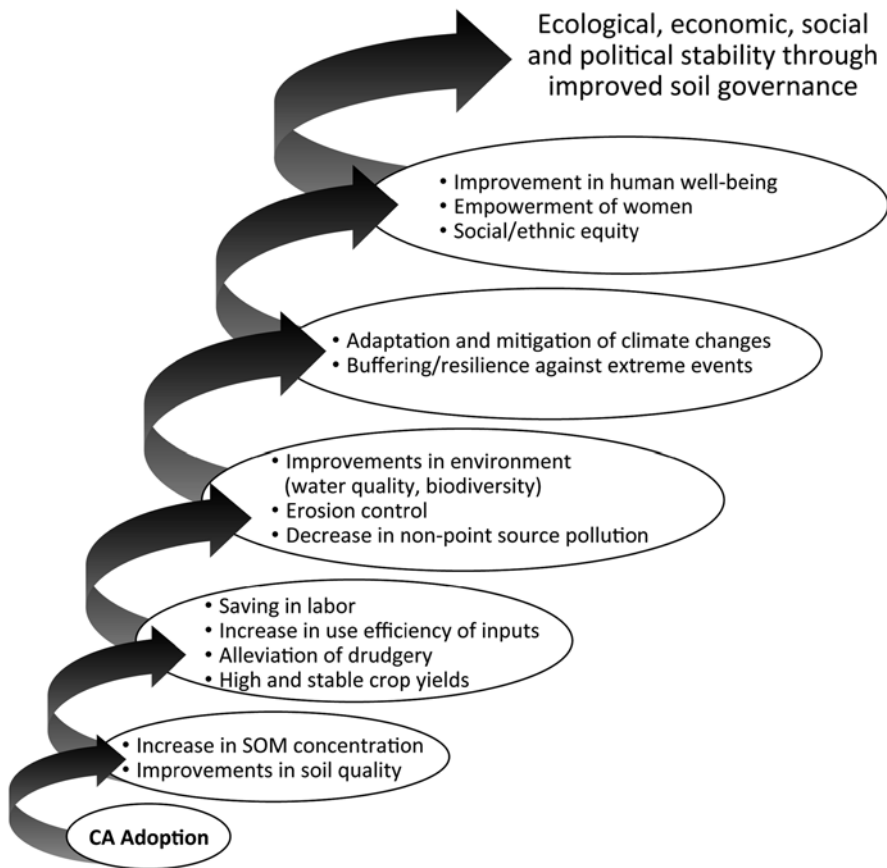 Ecological, economic, social
and political stability through
improved soil governance
• Improvement in human well-being
• Empowerment of women
• Social/ethnic equity
• Adaptation and mitigation of climate changes
• Buffering/resilience against extreme events
• Improvements in environment
(water quality, biodiversity)
• Erosion control
• Decrease in non-point source pollution
• Saving in labor
• Increase in use efficiency of inputs
• Alleviation of drudgery
• High and stable crop yields
• Increase in SOM concentration
• Improvements in soil quality
CA Adoption